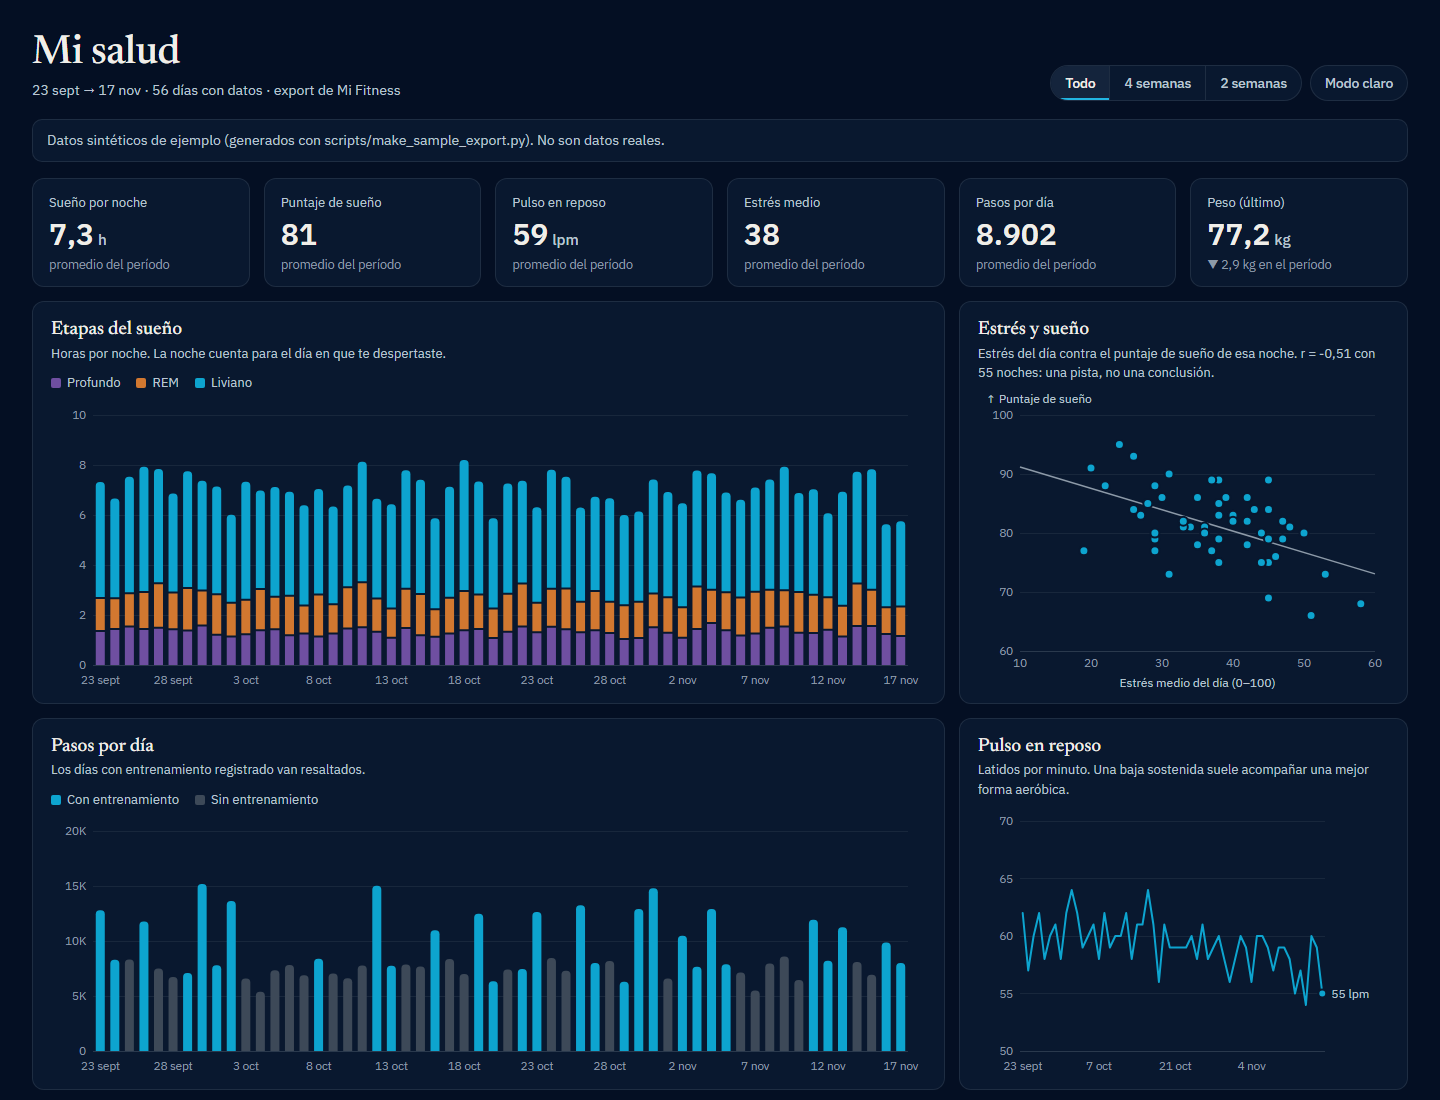 Mi salud
23 sept → 17 nov · 56 días con datos · export de Mi Fitness
Todo
4 semanas
2 semanas
Modo claro
Datos sintéticos de ejemplo (generados con scripts/make_sample_export.py). No son datos reales.
Sueño por noche
7,3 h
promedio del período
Puntaje de sueño
81
promedio del período
Pulso en reposo
59 lpm
promedio del período
Estrés medio
38
promedio del período
Pasos por día
8.902
promedio del período
Peso (último)
77,2 kg
▼ 2,9 kg en el período
Etapas del sueño
Horas por noche. La noche cuenta para el día en que te despertaste.
Profundo
REM
Liviano
10
8
6
4
2
0
23 sept
28 sept
3 oct
8 oct
13 oct
18 oct
23 oct
28 oct
2 nov
7 nov
12 nov
17 nov
Estrés y sueño
Estrés del día contra el puntaje de sueño de esa noche. r = -0,51 con
55 noches: una pista, no una conclusión.
↑ Puntaje de sueño
100
90
80
70
60
10
20
30
40
50
60
Estrés medio del día (0–100)
Pasos por día
Los días con entrenamiento registrado van resaltados.
Con entrenamiento
Sin entrenamiento
20K
15K
10K
5K
0
23 sept
28 sept
3 oct
8 oct
13 oct
18 oct
23 oct
28 oct
2 nov
7 nov
12 nov
17 nov
Pulso en reposo
Latidos por minuto. Una baja sostenida suele acompañar una mejor
forma aeróbica.
70
65
60
55
50
55 lpm
23 sept
7 oct
21 oct
4 nov